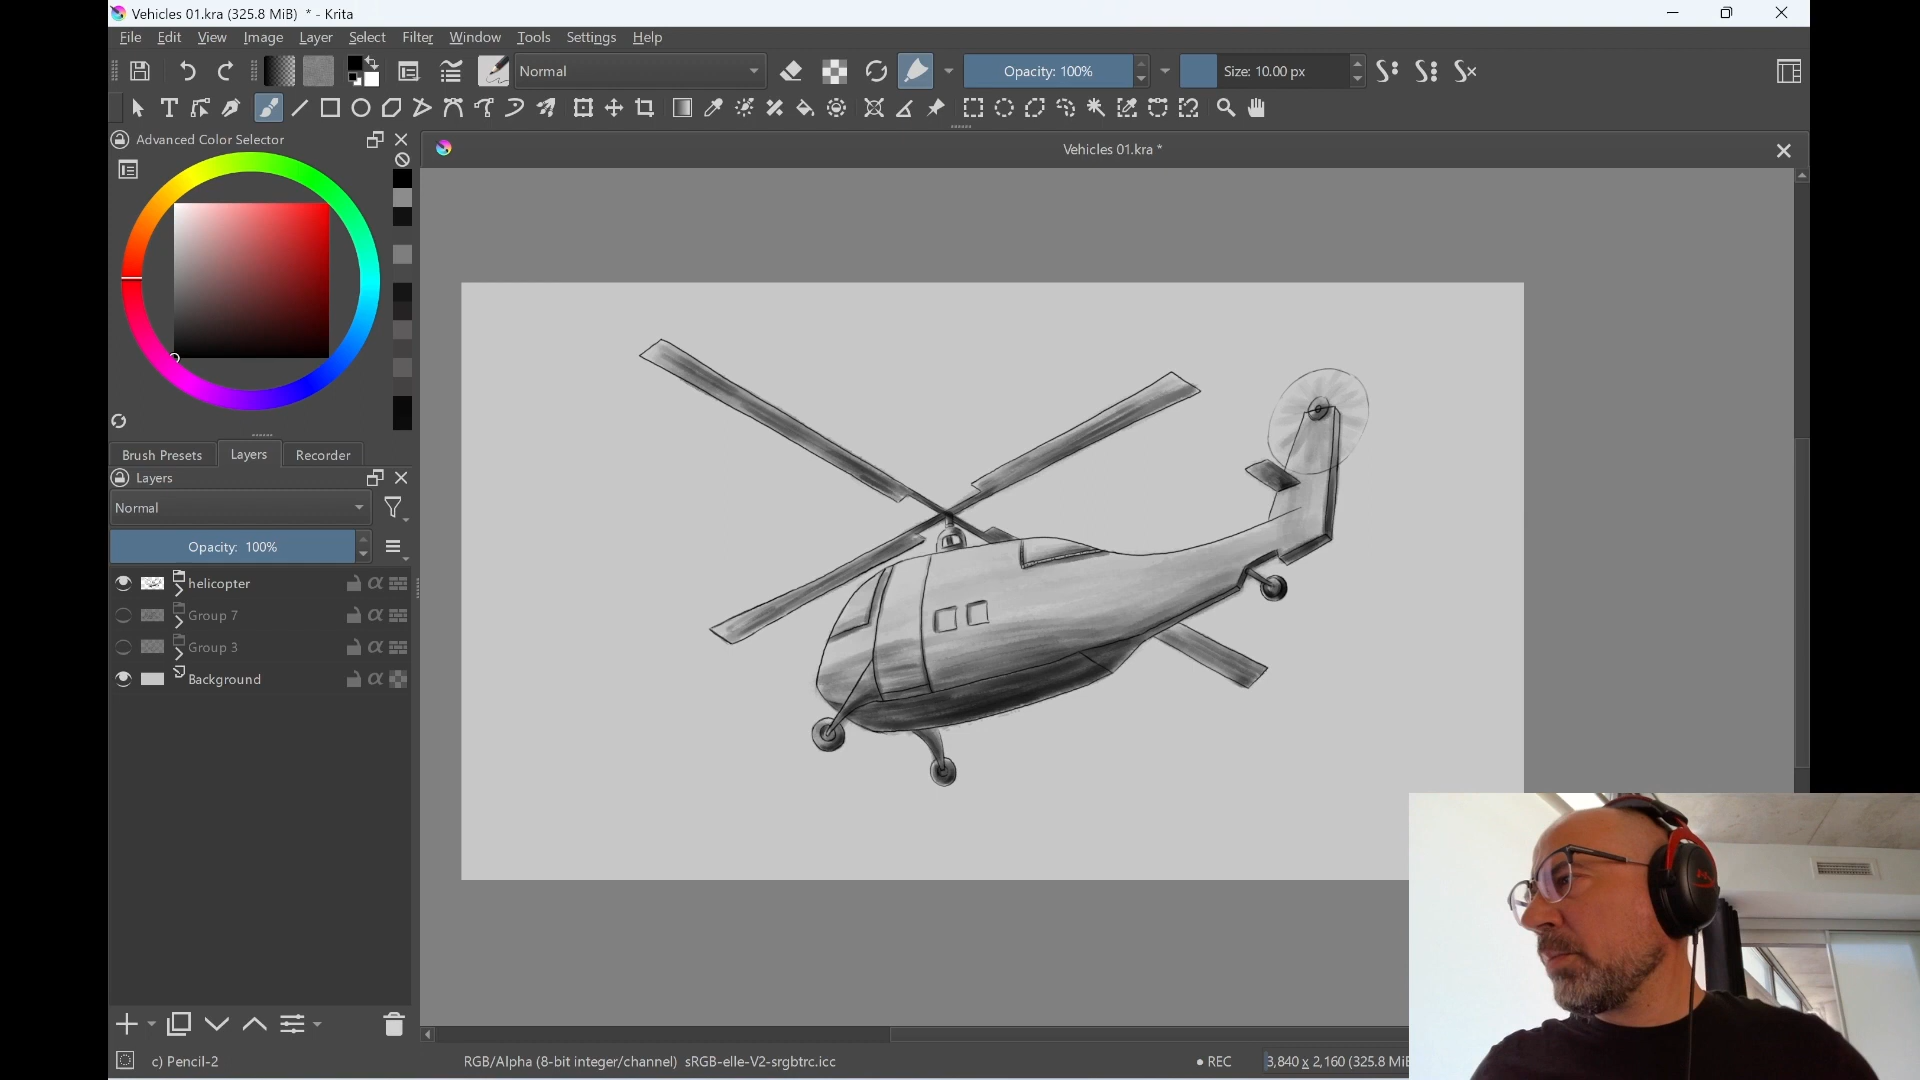 Vehicles 01.kra (325.8 MiB) * - Krita
File Edit View Image Layer Select Filter Tools Settings Window Help
Normal Opacity: 100% Size: 10.00 px
Advanced Color Selector
Vehicles 01.kra *
Brush Presets Layers Recorder
Layers
Normal
Opacity: 100%
helicopter
Group 7
Group 3
Background
c) Pencil-2 RGB/Alpha (8-bit integer/channel) sRGB-elle-V2-srgbtrc.icc REC 3,840 x 2,160 (325.8 MiB